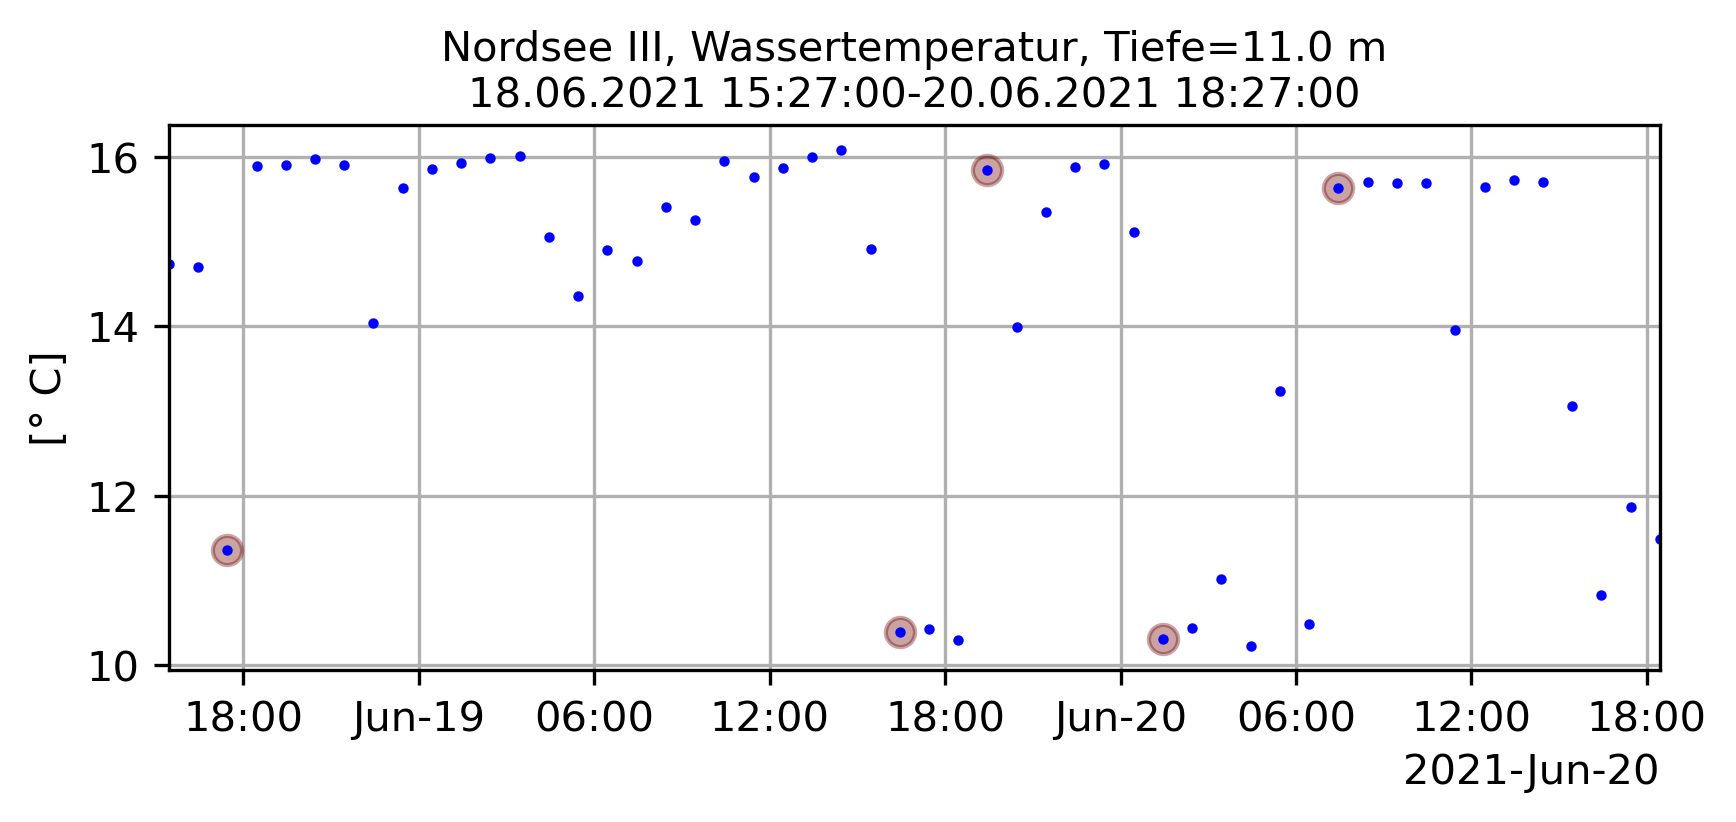 Nordsee III, Wassertemperatur, Tiefe=11.0 m
18.06.2021 15:27:00-20.06.2021 18:27:00
16
14
12
10
[° C]
18:00 Jun-19 06:00 12:00 18:00 Jun-20 06:00 12:00 18:00
2021-Jun-20